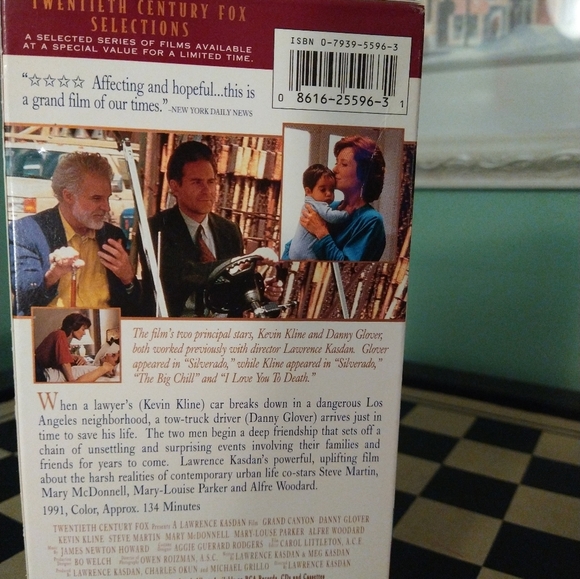 TWENTIETH CENTURY FOX
SELECTIONS
A SELECTED SERIES OF FILMS AVAILABLE
AT A SPECIAL VALUE FOR A LIMITED TIME.
ISBN 0-7939-5596-3
0 8616-25596-3 1
“☆☆☆☆ Affecting and hopeful...this is
a grand film of our times.” –NEW YORK DAILY NEWS
The film's two principal stars, Kevin Kline and Danny Glover,
both worked previously with director Lawrence Kasdan. Glover
appeared in “Silverado,” while Kline appeared in “Silverado,”
“The Big Chill” and “I Love You To Death.”
When a lawyer's (Kevin Kline) car breaks down in a dangerous Los
Angeles neighborhood, a tow-truck driver (Danny Glover) arrives just in
time to save his life. The two men begin a deep friendship that sets off a
chain of unsettling and surprising events involving their families and
friends for years to come. Lawrence Kasdan's powerful, uplifting film
about the harsh realities of contemporary urban life co-stars Steve Martin,
Mary McDonnell, Mary-Louise Parker and Alfre Woodard.
1991, Color, Approx. 134 Minutes
TWENTIETH CENTURY FOX Presents A LAWRENCE KASDAN Film GRAND CANYON DANNY GLOVER
KEVIN KLINE STEVE MARTIN MARY McDONNELL MARY-LOUISE PARKER ALFRE WOODARD
JAMES NEWTON HOWARD AGGIE GUERARD RODGERS CAROL LITTLETON, A.C.E.
BO WELCH OWEN ROIZMAN, A.S.C. LAWRENCE KASDAN & MEG KASDAN
LAWRENCE KASDAN, CHARLES OKUN and MICHAEL GRILLO LAWRENCE KASDAN
Records, CDs and Cassettes